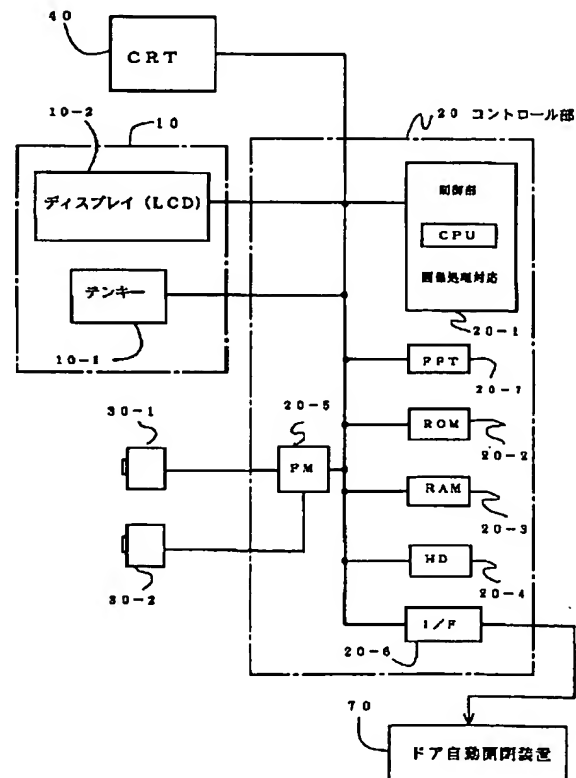 40
CRT
10-2
10
20 コントロール部
ディスプレイ(LCD)
制御部
CPU
画像処理対応
テンキー
20-1
10-1
PPT
20-7
30-1
20-5
FM
ROM
20-2
RAM
20-3
30-2
HD
20-4
I/F
20-6
70
ドア自動開閉装置